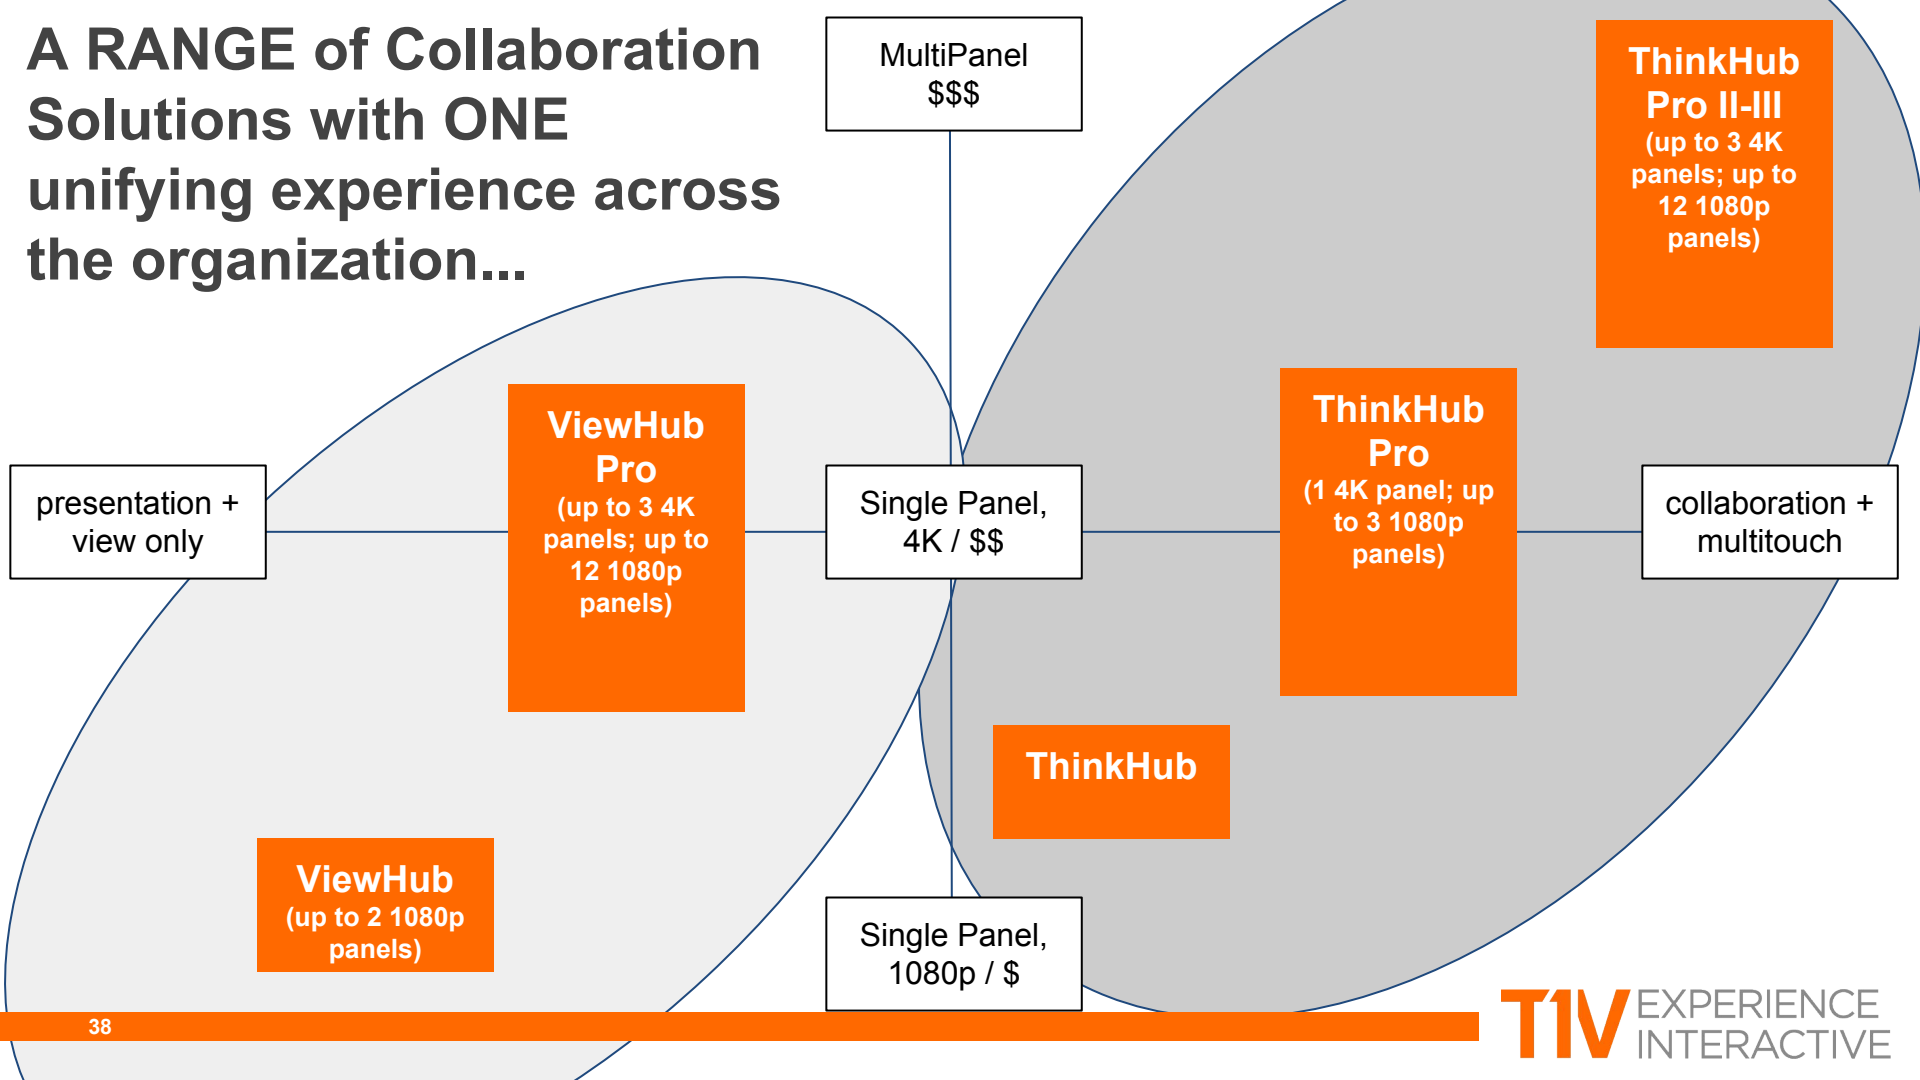 A RANGE of Collaboration
Solutions with ONE
unifying experience across
the organization...
MultiPanel
$$$
ThinkHub
Pro II-III
(up to 3 4K
panels; up to
12 1080p
panels)
ViewHub
Pro
(up to 3 4K
panels; up to
12 1080p
panels)
ThinkHub
Pro
(1 4K panel; up
to 3 1080p
panels)
presentation +
view only
Single Panel,
4K / $$
collaboration +
multitouch
ThinkHub
ViewHub
(up to 2 1080p
panels)
Single Panel,
1080p / $
38
T1V EXPERIENCE
INTERACTIVE